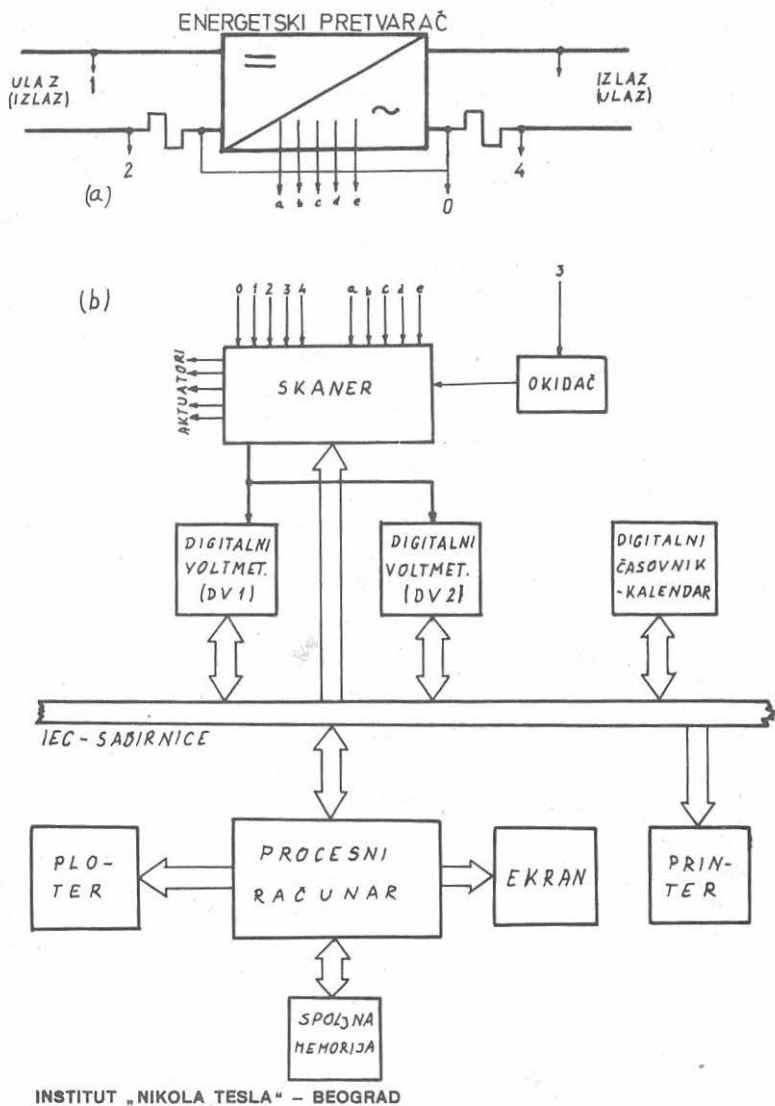 ENERGETSKI PRETVARAČ
ULAZ
(IZLAZ)
1
IZLAZ
(ULAZ)
=
~
2
a b c d e
0
4
(a)
(b)
0 1 2 3 4
a b c d e
3
AKTUATORI
SKANER
OKIDAČ
DIGITALNI
VOLTMET.
(DV1)
DIGITALNI
VOLTMET.
(DV2)
DIGITALNI
ČASOVNIK
-KALENDAR
IEC-SABIRNICE
PLO-
TER
PROCESNI
RAČUNAR
EKRAN
PRIN-
TER
SPOLJNA
MEMORIJA
INSTITUT „NIKOLA TESLA“ – BEOGRAD